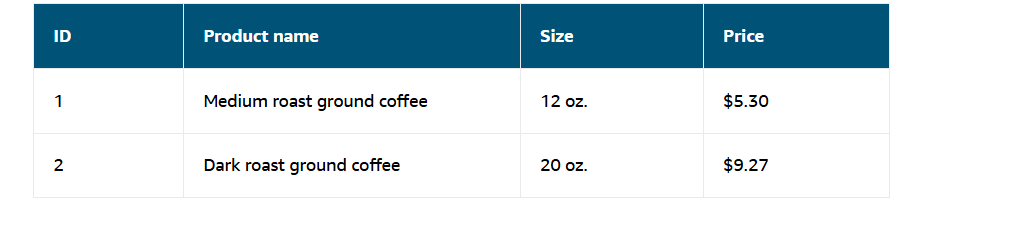 ID Product name Size Price
1 Medium roast ground coffee 12 oz. $5.30
2 Dark roast ground coffee 20 oz. $9.27